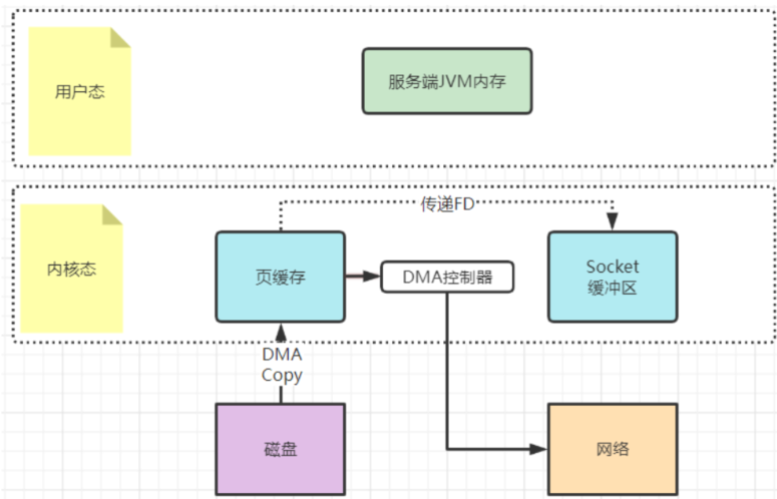 用户态
服务端JVM内存
传递FD
内核态
页缓存
DMA控制器
Socket
缓冲区
DMA
Copy
磁盘
网络